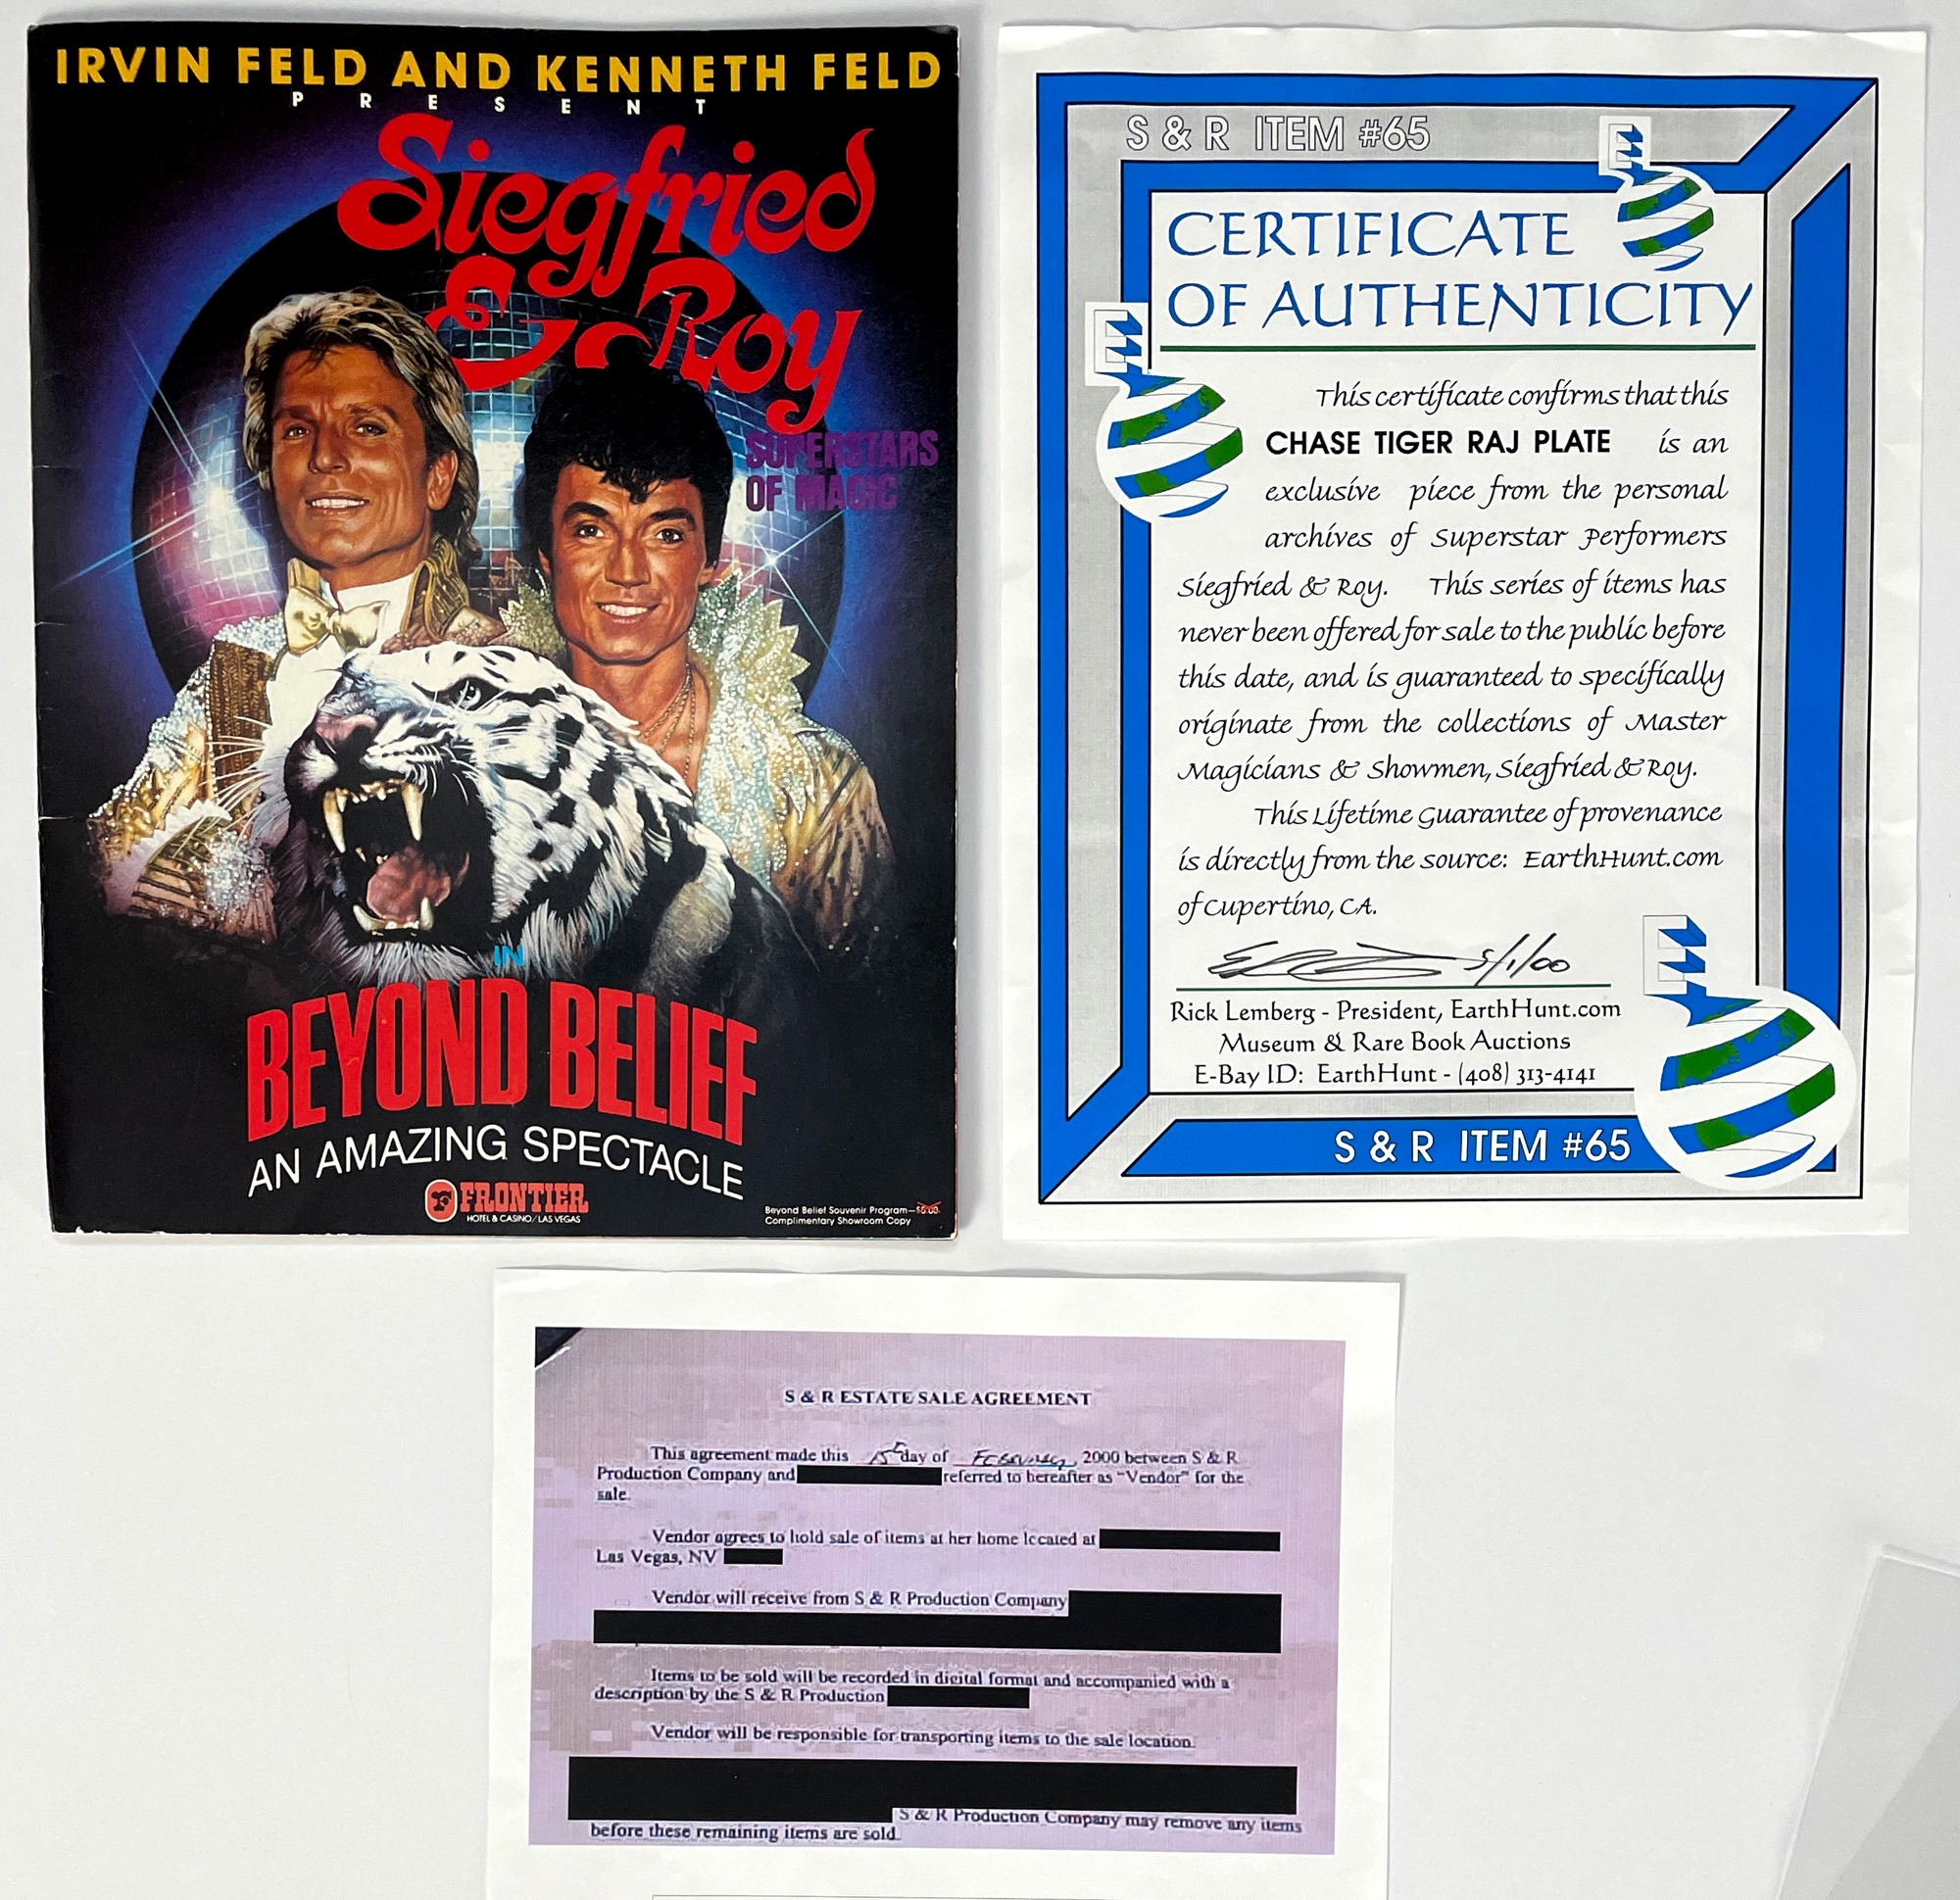 IRVIN FELD AND KENNETH FELD
PRESENT
Siegfried
& Roy
SUPERSTARS
OF MAGIC
IN
BEYOND BELIEF
AN AMAZING SPECTACLE
F FRONTIER
HOTEL & CASINO/LAS VEGAS
Beyond Belief Souvenir Program—$5.00
Complimentary Showroom Copy
S & R ITEM #65
E
CERTIFICATE
OF AUTHENTICITY
E
This certificate confirms that this
CHASE TIGER RAJ PLATE is an
exclusive piece from the personal
archives of Superstar Performers
Siegfried & Roy. This series of items has
never been offered for sale to the public before
this date, and is guaranteed to specifically
originate from the collections of Master
Magicians & Showmen, Siegfried & Roy.
This Lifetime Guarantee of provenance
is directly from the source: EarthHunt.com
of Cupertino, CA.
5/1/00
E
Rick Lemberg - President, EarthHunt.com
Museum & Rare Book Auctions
E-Bay ID: EarthHunt - (408) 313-4141
S & R ITEM #65
S & R ESTATE SALE AGREEMENT
This agreement made this 15th day of February, 2000 between S & R
Production Company and referred to hereafter as "Vendor" for the
sale.
Vendor agrees to hold sale of items at her home located at
Las Vegas, NV
Vendor will receive from S & R Production Company
Items to be sold will be recorded in digital format and accompanied with a
description by the S & R Production
Vendor will be responsible for transporting items to the sale location.
S & R Production Company may remove any items
before these remaining items are sold.